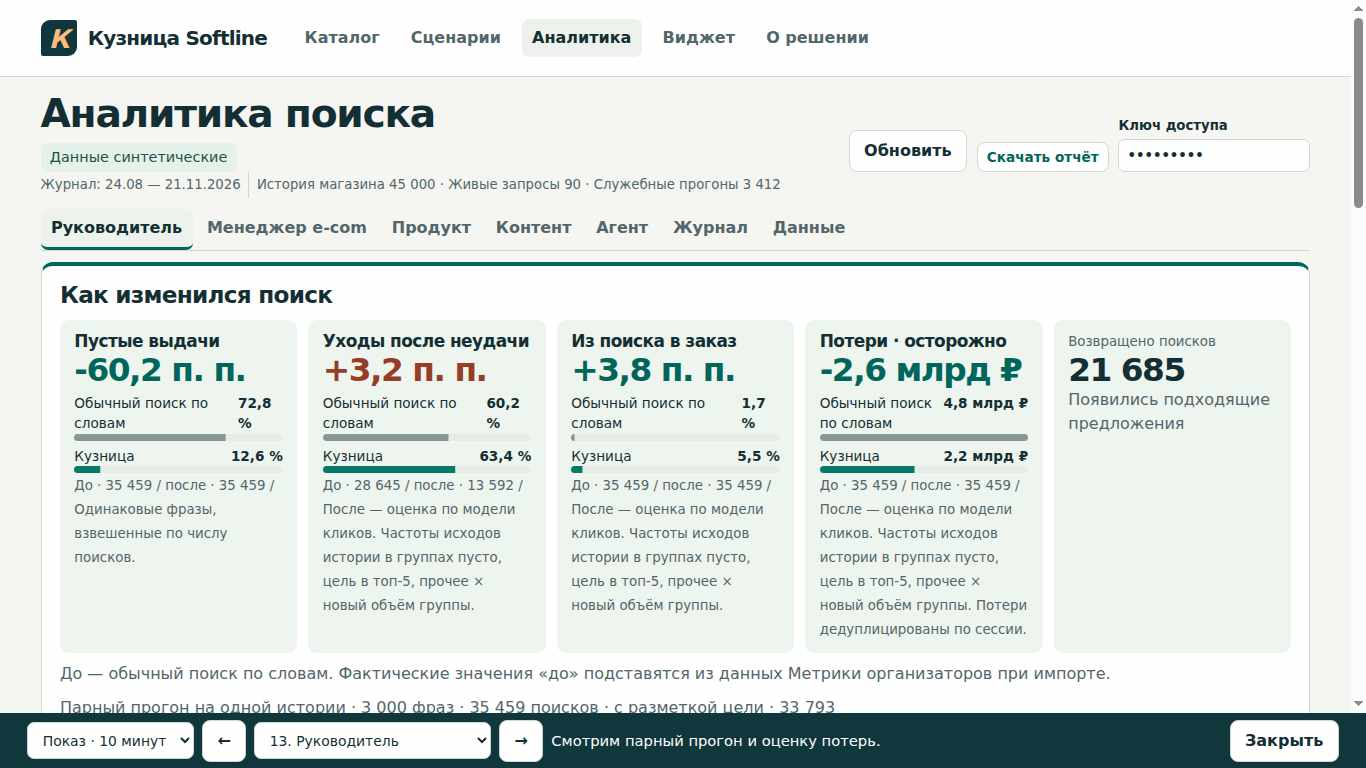 К Кузница Softline Каталог Сценарии Аналитика Виджет О решении
Аналитика поиска
Данные синтетические
Журнал: 24.08 — 21.11.2026 История магазина 45 000 · Живые запросы 90 · Служебные прогоны 3 412
Обновить
Скачать отчёт
Ключ доступа
•••••••••
Руководитель Менеджер e-com Продукт Контент Агент Журнал Данные
Как изменился поиск
Пустые выдачи
-60,2 п. п.
Обычный поиск по 72,8
словам %
Кузница 12,6 %
До · 35 459 / после · 35 459 /
Одинаковые фразы,
взвешенные по числу
поисков.
Уходы после неудачи
+3,2 п. п.
Обычный поиск по 60,2
словам %
Кузница 63,4 %
До · 28 645 / после · 13 592 /
После — оценка по модели
кликов. Частоты исходов
истории в группах пусто,
цель в топ-5, прочее ×
новый объём группы.
Из поиска в заказ
+3,8 п. п.
Обычный поиск по 1,7
словам %
Кузница 5,5 %
До · 35 459 / после · 35 459 /
После — оценка по модели
кликов. Частоты исходов
истории в группах пусто,
цель в топ-5, прочее ×
новый объём группы.
Потери · осторожно
-2,6 млрд ₽
Обычный поиск 4,8 млрд ₽
по словам
Кузница 2,2 млрд ₽
До · 35 459 / после · 35 459 /
После — оценка по модели
кликов. Частоты исходов
истории в группах пусто,
цель в топ-5, прочее ×
новый объём группы. Потери
дедуплицированы по сессии.
Возвращено поисков
21 685
Появились подходящие
предложения
До — обычный поиск по словам. Фактические значения «до» подставятся из данных Метрики организаторов при импорте.
Парный прогон на одной истории · 3 000 фраз · 35 459 поисков · с разметкой цели · 33 793
Показ · 10 минут ← 13. Руководитель → Смотрим парный прогон и оценку потерь. Закрыть